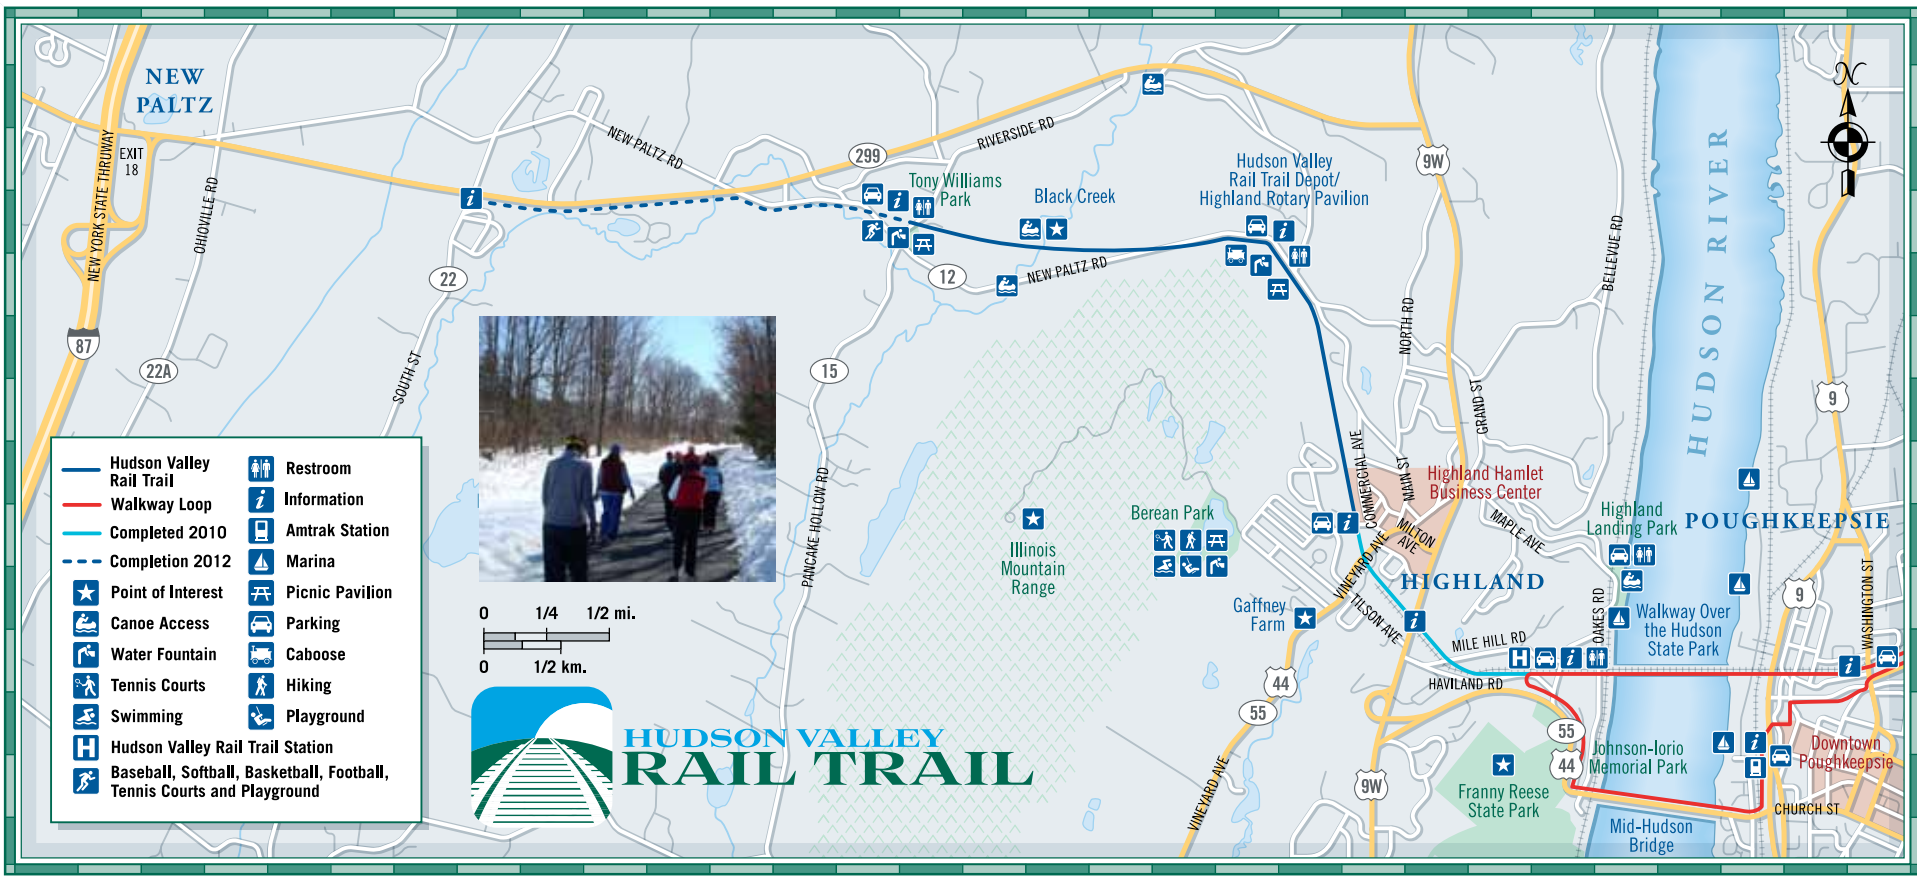 NEW
PALTZ
EXIT
18
NEW YORK STATE THRUWAY
OHIOVILLE RD
87
22A
22
SOUTH ST
NEW PALTZ RD
299
RIVERSIDE RD
Tony Williams
Park
Black Creek
12
NEW PALTZ RD
15
PANCAKE HOLLOW RD
Hudson Valley
Rail Trail Depot/
Highland Rotary Pavilion
9W
NORTH RD
BELLEVUE RD
GRAND ST
HUDSON RIVER
N
9
COMMERCIAL AVE
MAIN ST
Highland Hamlet
Business Center
MILTON
AVE
MAPLE AVE
VINEYARD AVE
HIGHLAND
TILSON AVE
Highland
Landing Park
POUGHKEEPSIE
Berean Park
Illinois
Mountain
Range
Gaffney
Farm
OAKES RD
Walkway Over
the Hudson
State Park
9
WASHINGTON ST
MILE HILL RD
HAVILAND RD
44
55
VINEYARD AVE
9W
55
44
Johnson-Iorio
Memorial Park
Franny Reese
State Park
Mid-Hudson
Bridge
Downtown
Poughkeepsie
CHURCH ST
Hudson Valley
Rail Trail
Walkway Loop
Completed 2010
Completion 2012
Point of Interest
Canoe Access
Water Fountain
Tennis Courts
Swimming
H Hudson Valley Rail Trail Station
Baseball, Softball, Basketball, Football,
Tennis Courts and Playground
Restroom
i Information
Amtrak Station
Marina
Picnic Pavilion
Parking
Caboose
Hiking
Playground
0 1/4 1/2 mi.
0 1/2 km.
HUDSON VALLEY
RAIL TRAIL